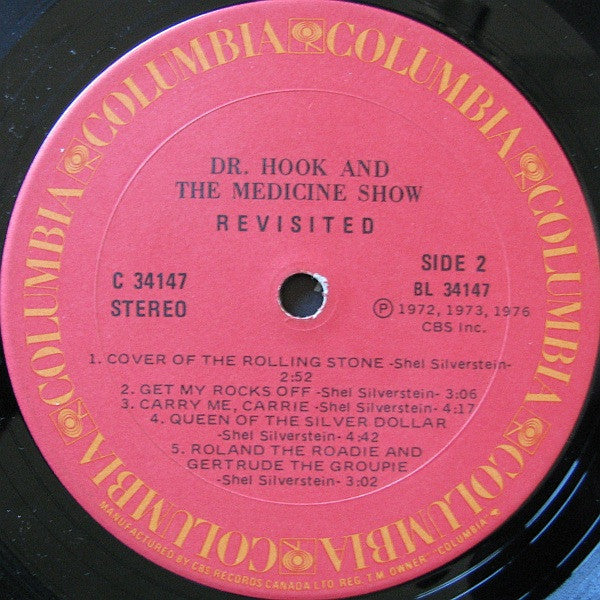 COLUMBIA COLUMBIA COLUMBIA COLUMBIA COLUMBIA COLUMBIA
DR. HOOK AND
THE MEDICINE SHOW
REVISITED
C 34147
STEREO
SIDE 2
BL 34147
Ⓟ 1972, 1973, 1976
CBS Inc.
1. COVER OF THE ROLLING STONE -Shel Silverstein-
2:52
2. GET MY ROCKS OFF -Shel Silverstein- 3:06
3. CARRY ME, CARRIE -Shel Silverstein- 4:17
4. QUEEN OF THE SILVER DOLLAR
-Shel Silverstein- 4:42
5. ROLAND THE ROADIE AND
GERTRUDE THE GROUPIE
-Shel Silverstein- 3:02
MANUFACTURED BY CBS RECORDS CANADA LTD REG. T.M. OWNER -"COLUMBIA"